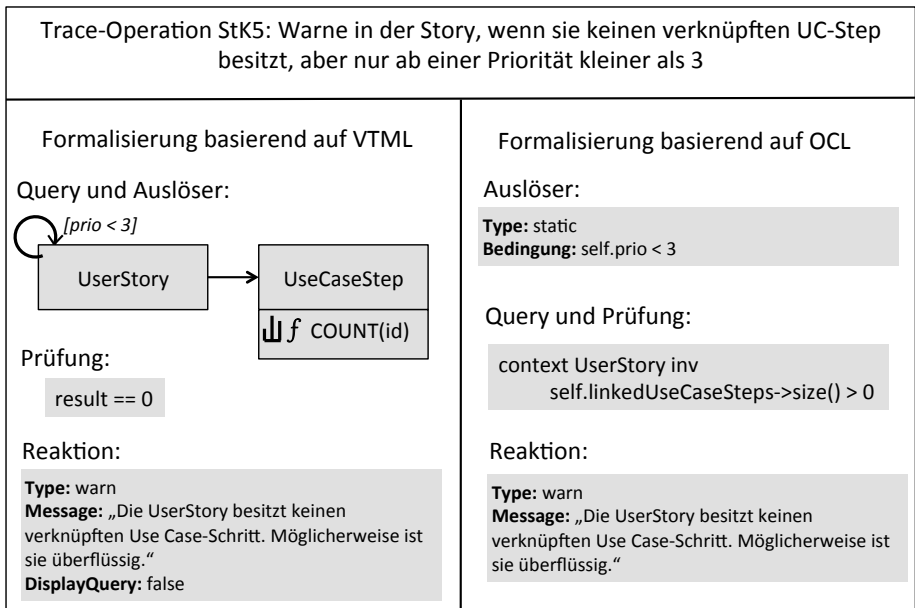 Trace-Operation StK5: Warne in der Story, wenn sie keinen verknüpften UC-Step
besitzt, aber nur ab einer Priorität kleiner als 3
Formalisierung basierend auf VTML
Query und Auslöser:
[prio < 3]
UserStory
UseCaseStep
f COUNT(id)
Prüfung:
result == 0
Reaktion:
Type: warn
Message: „Die UserStory besitzt keinen
verknüpften Use Case-Schritt. Möglicherweise ist
sie überflüssig.“
DisplayQuery: false
Formalisierung basierend auf OCL
Auslöser:
Type: static
Bedingung: self.prio < 3
Query und Prüfung:
context UserStory inv
self.linkedUseCaseSteps->size() > 0
Reaktion:
Type: warn
Message: „Die UserStory besitzt keinen
verknüpften Use Case-Schritt. Möglicherweise ist
sie überflüssig.“